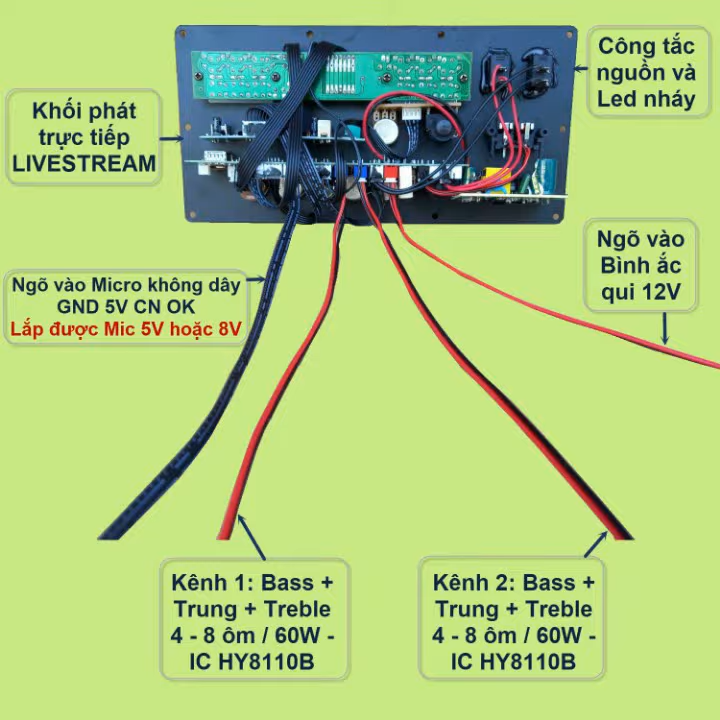 Công tắc
nguồn và
Led nháy
Khối phát
trực tiếp
LIVESTREAM
Ngõ vào
Bình ắc
qui 12V
Ngõ vào Micro không dây
GND 5V CN OK
Lắp được Mic 5V hoặc 8V
Kênh 1: Bass +
Trung + Treble
4 - 8 ôm / 60W -
IC HY8110B
Kênh 2: Bass +
Trung + Treble
4 - 8 ôm / 60W -
IC HY8110B